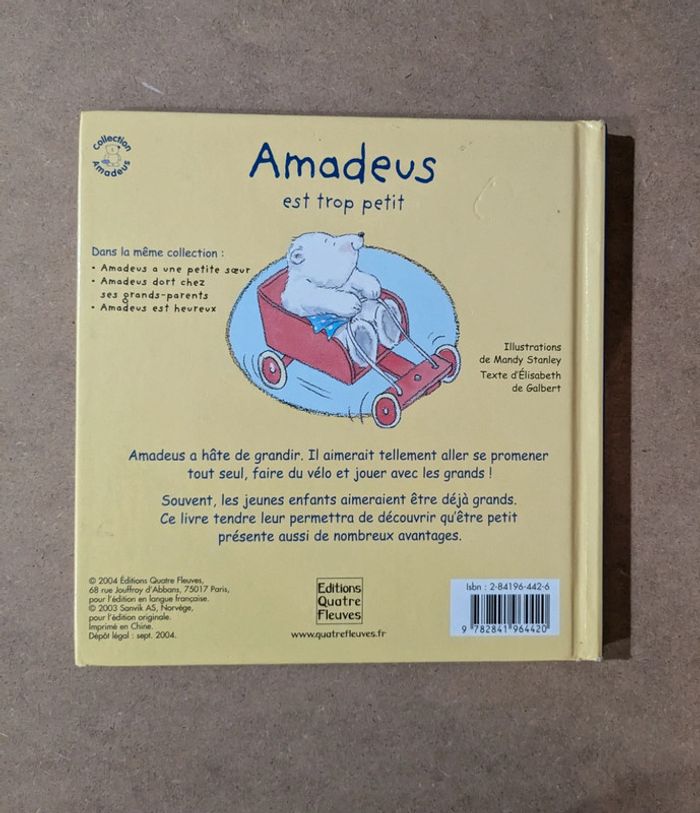 Collection
Amadeus
Amadeus
est trop petit
Dans la même collection :
• Amadeus a une petite sœur
• Amadeus dort chez
ses grands-parents
• Amadeus est heureux
Illustrations
de Mandy Stanley
Texte d'Élisabeth
de Galbert
Amadeus a hâte de grandir. Il aimerait tellement aller se promener
tout seul, faire du vélo et jouer avec les grands !
Souvent, les jeunes enfants aimeraient être déjà grands.
Ce livre tendre leur permettra de découvrir qu'être petit
présente aussi de nombreux avantages.
© 2004 Éditions Quatre Fleuves,
68 rue Jouffroy d'Abbans, 75017 Paris,
pour l'édition en langue française.
© 2003 Sanvik AS, Norvège,
pour l'édition originale.
Imprimé en Chine.
Dépôt légal : sept. 2004.
Editions
Quatre
Fleuves
www.quatrefleuves.fr
Isbn : 2-84196-442-6
9 782841 964420